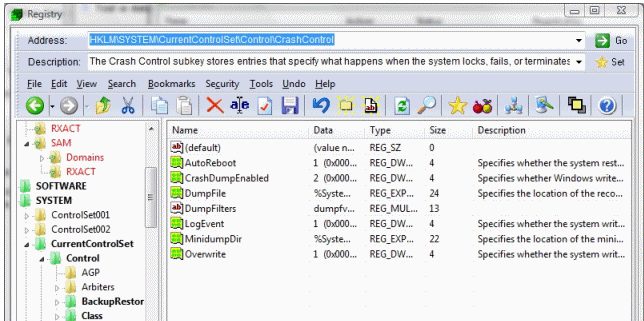 Registry
Address: HKLM\SYSTEM\CurrentControlSet\Control\CrashControl Go
Description: The Crash Control subkey stores entries that specify what happens when the system locks, fails, or terminates Set
File Edit View Search Bookmarks Security Tools Undo Help
RXACT
SAM
Domains
RXACT
SOFTWARE
SYSTEM
ControlSet001
ControlSet002
CurrentControlSet
Control
AGP
Arbiters
BackupRestor
Class
Name Data Type Size Description
(default) (value n... REG_SZ 0
AutoReboot 1 (0x000... REG_DW... 4 Specifies whether the system rest...
CrashDumpEnabled 2 (0x000... REG_DW... 4 Specifies whether Windows write...
DumpFile %Syste... REG_EXP... 24 Specifies the location of the reco...
DumpFilters dumpfv... REG_MUL... 13
LogEvent 1 (0x000... REG_DW... 4 Specifies whether the system writ...
MinidumpDir %Syste... REG_EXP... 22 Specifies the location of the mini...
Overwrite 1 (0x000... REG_DW... 4 Specifies whether the system writ...